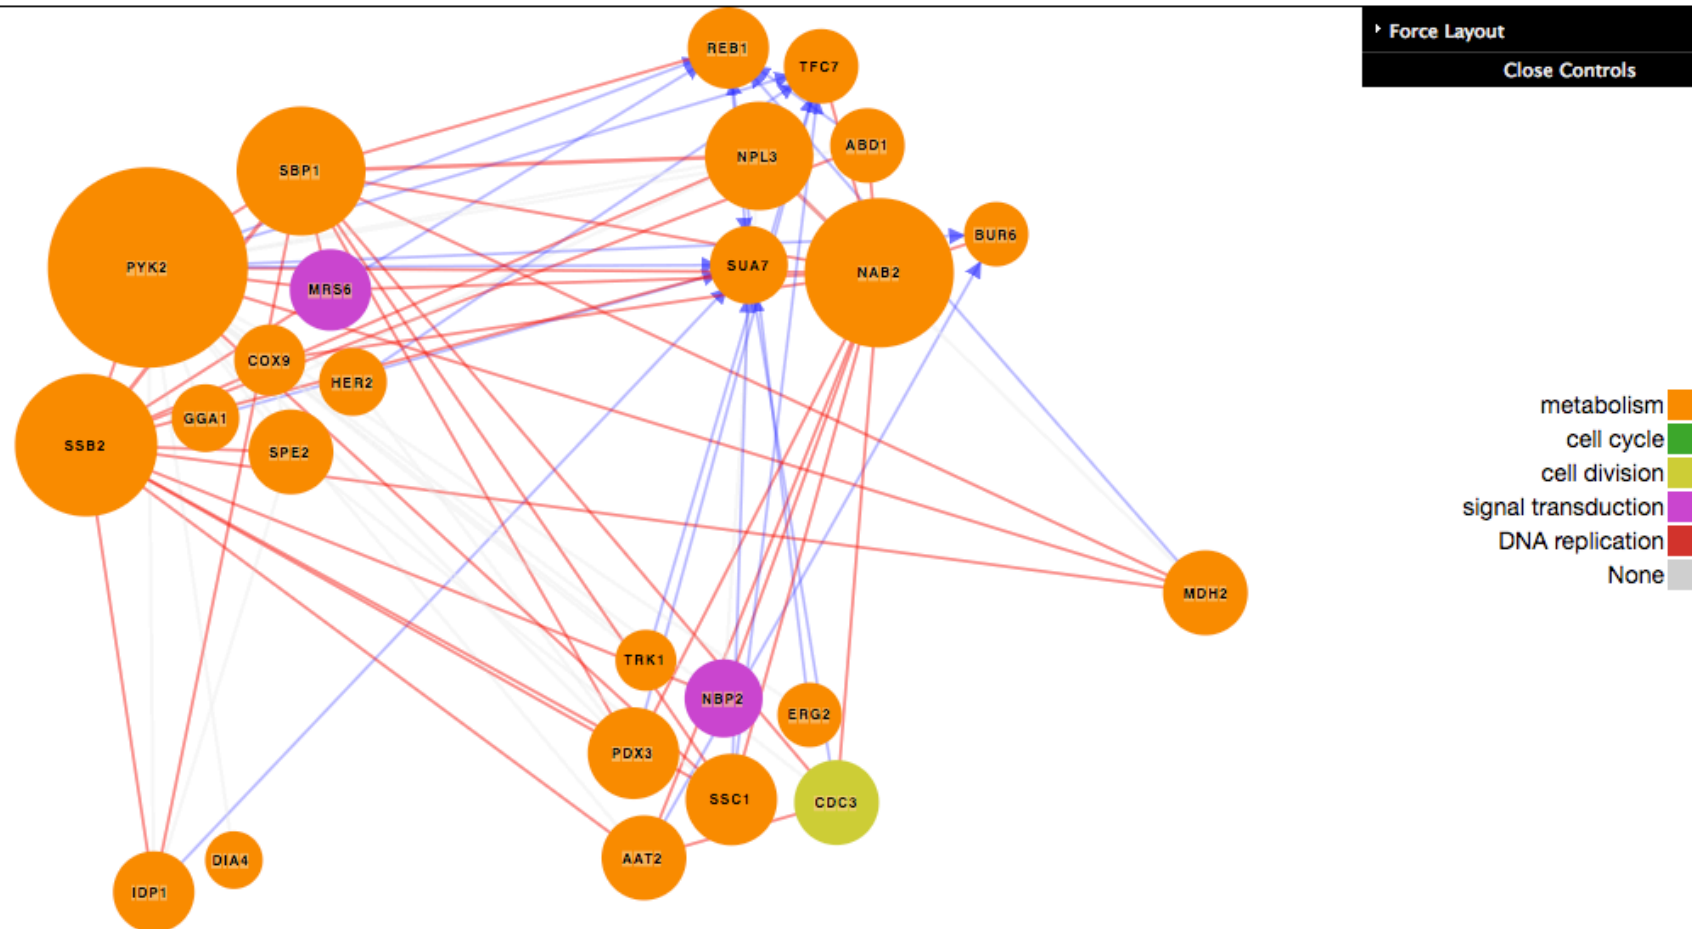 Force Layout
Close Controls
REB1
TFC7
ABD1
NPL3
SBP1
BUR6
SUA7
NAB2
PYK2
MRS6
COX9
HER2
GGA1
SSB2
SPE2
metabolism
cell cycle
cell division
signal transduction
DNA replication
None
MDH2
TRK1
NBP2
ERG2
PDX3
SSC1
CDC3
AAT2
DIA4
IDP1